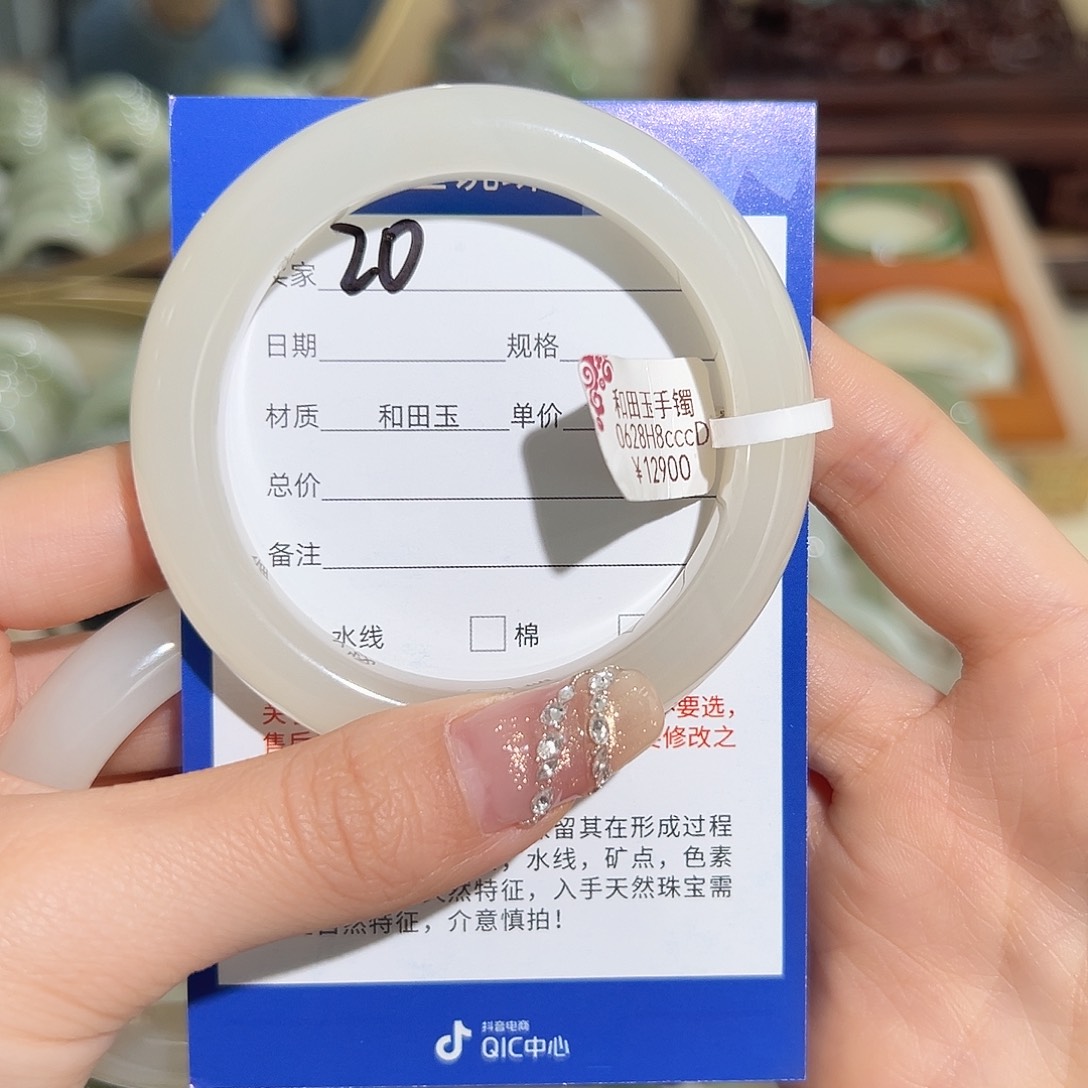 20
家
日期 规格
材质 和田玉 单价
和田玉手镯
0628H8cccD
¥12900
总价
备注
水线 棉
要选，
售后 修改之
留其在形成过程
，水线，矿点，色素
然特征，入手天然珠宝需
自然特征，介意慎拍！
抖音电商
QIC中心